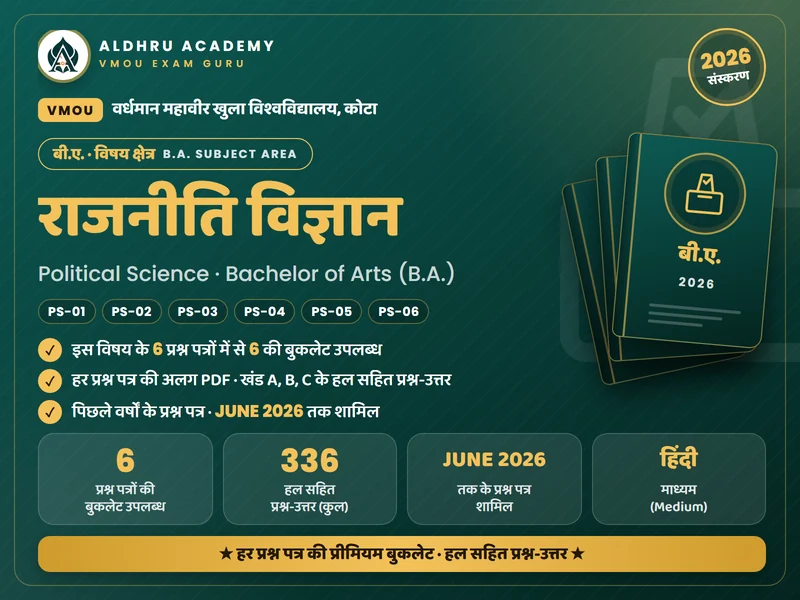 ALDHRU ACADEMY
VMOU EXAM GURU
2026
संस्करण
VMOU वर्धमान महावीर खुला विश्वविद्यालय, कोटा
बी.ए. · विषय क्षेत्र B.A. SUBJECT AREA
राजनीति विज्ञान
Political Science · Bachelor of Arts (B.A.)
PS-01 PS-02 PS-03 PS-04 PS-05 PS-06
बी.ए.
2026
✓ इस विषय के 6 प्रश्न पत्रों में से 6 की बुकलेट उपलब्ध
✓ हर प्रश्न पत्र की अलग PDF · खंड A, B, C के हल सहित प्रश्न-उत्तर
✓ पिछले वर्षों के प्रश्न पत्र · JUNE 2026 तक शामिल
6
प्रश्न पत्रों की
बुकलेट उपलब्ध
336
हल सहित
प्रश्न-उत्तर (कुल)
JUNE 2026
तक के प्रश्न पत्र
शामिल
हिंदी
माध्यम
(Medium)
★ हर प्रश्न पत्र की प्रीमियम बुकलेट · हल सहित प्रश्न-उत्तर ★